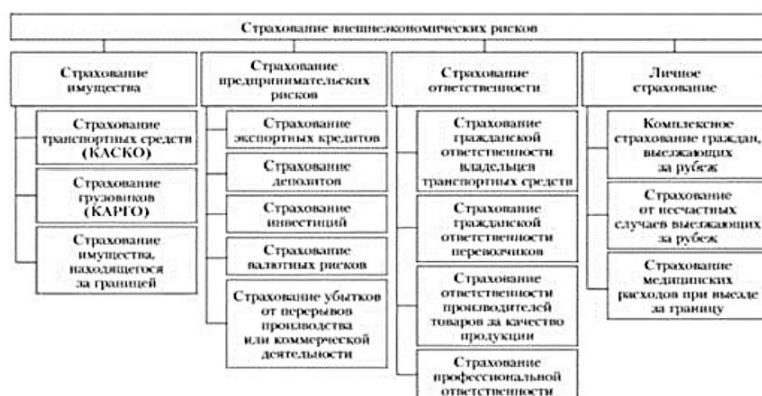 Страхование внешнеэкономических рисков
Страхование
имущества
Страхование
транспортных средств
(КАСКО)
Страхование
грузовиков
(КАРГО)
Страхование
имущества,
находящегося
за границей
Страхование
предпринимательских
рисков
Страхование
экспортных кредитов
Страхование
деполитов
Страхование
инвестиций
Страхование
валютных рисков
Страхование убытков
от перерывов
производства
или коммерческой
деятельности
Страхование
ответственности
Страхование
гражданской
ответственности
владельцев
транспортных средств
Страхование
гражданской
ответственности
перевозчиков
Страхование
ответственности
производителей
товаров за качество
продукции
Страхование
профессиональной
ответственности
Личное
страхование
Комплексное
страхование граждан,
выезжающих
за рубеж
Страхование
от несчастных
случаев выезжающих
за рубеж
Страхование
медицинских
расходов при выезде
за границу